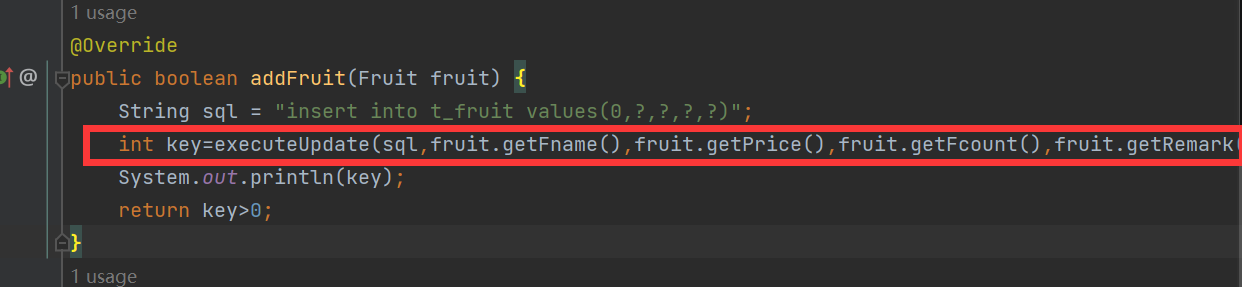 1 usage
@Override
@ public boolean addFruit(Fruit fruit) {
String sql = "insert into t_fruit values(0,?,?,?,?)";
int key=executeUpdate(sql,fruit.getFname(),fruit.getPrice(),fruit.getFcount(),fruit.getRemark(
System.out.println(key);
return key>0;
}
1 usage